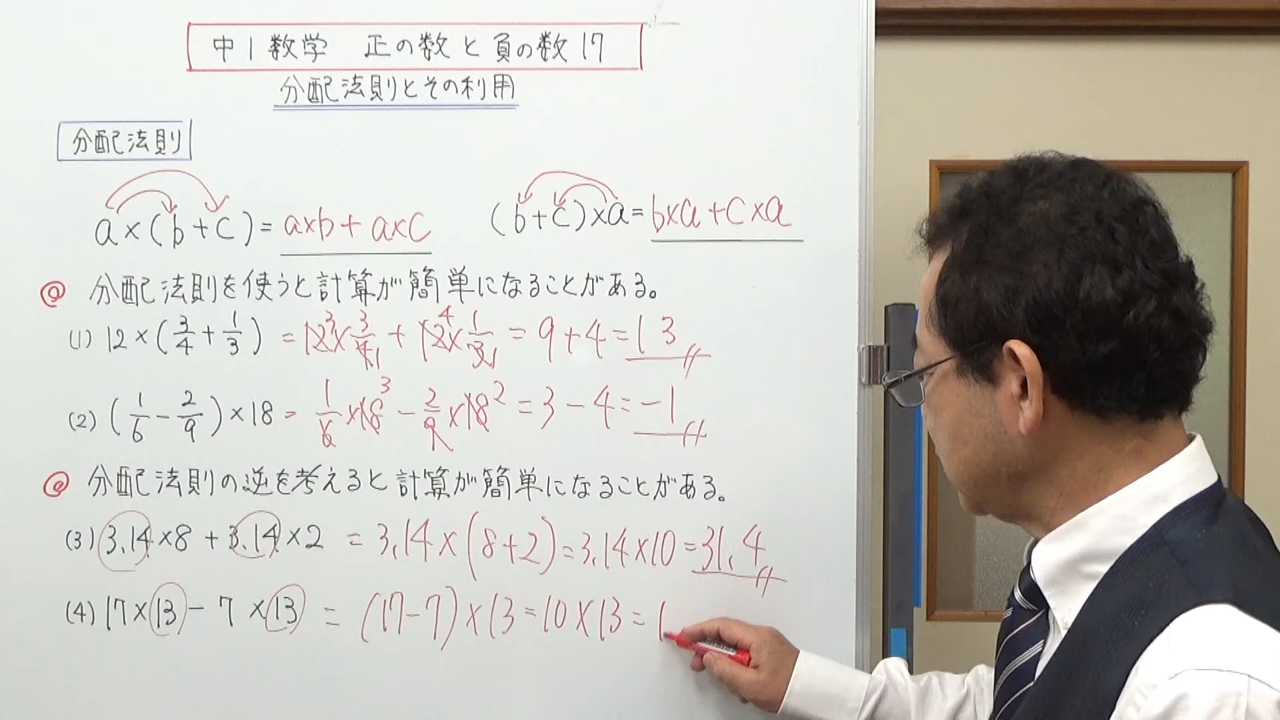 中1数学 正の数と負の数17
分配法則とその利用
分配法則
a×(b+c)=a×b+a×c (b+c)×a=b×a+c×a
@ 分配法則を使うと計算が簡単になることがある。
(1) 12×(3/4+1/3) =12×3/4+12×1/3=9+4=13
(2) (1/6-2/9)×18=1/6×18-2/9×18=3-4=-1
@ 分配法則の逆を考えると計算が簡単になることがある。
(3) 3.14×8+3.14×2 =3.14×(8+2)=3.14×10=31.4
(4) 17×13-7×13 =(17-7)×13=10×13=1